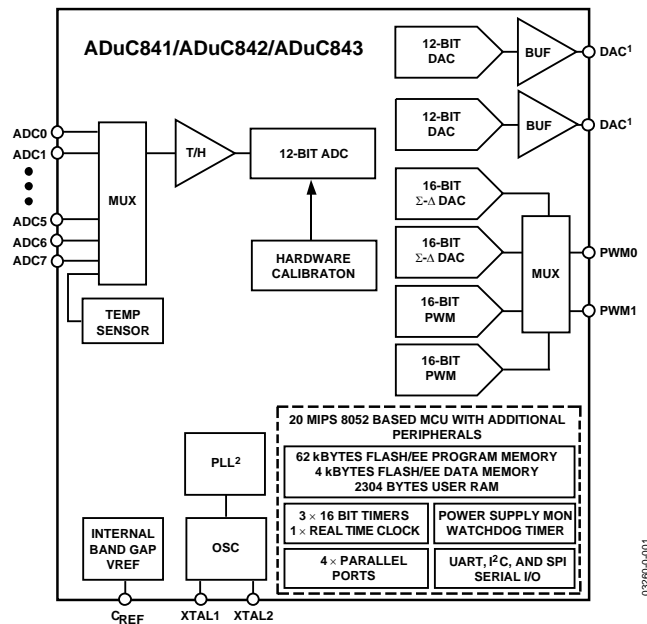 ADuC841/ADuC842/ADuC843
12-BIT
DAC
BUF
DAC¹
12-BIT
DAC
BUF
DAC¹
ADC0
ADC1
ADC5
ADC6
ADC7
MUX
T/H
12-BIT ADC
HARDWARE
CALIBRATON
TEMP
SENSOR
16-BIT
Σ-Δ DAC
16-BIT
Σ-Δ DAC
16-BIT
PWM
16-BIT
PWM
MUX
PWM0
PWM1
20 MIPS 8052 BASED MCU WITH ADDITIONAL
PERIPHERALS
62 kBYTES FLASH/EE PROGRAM MEMORY
4 kBYTES FLASH/EE DATA MEMORY
2304 BYTES USER RAM
3 × 16 BIT TIMERS
1 × REAL TIME CLOCK
POWER SUPPLY MON
WATCHDOG TIMER
4 × PARALLEL
PORTS
UART, I²C, AND SPI
SERIAL I/O
PLL²
OSC
INTERNAL
BAND GAP
VREF
CREF
XTAL1
XTAL2
03260-0-001